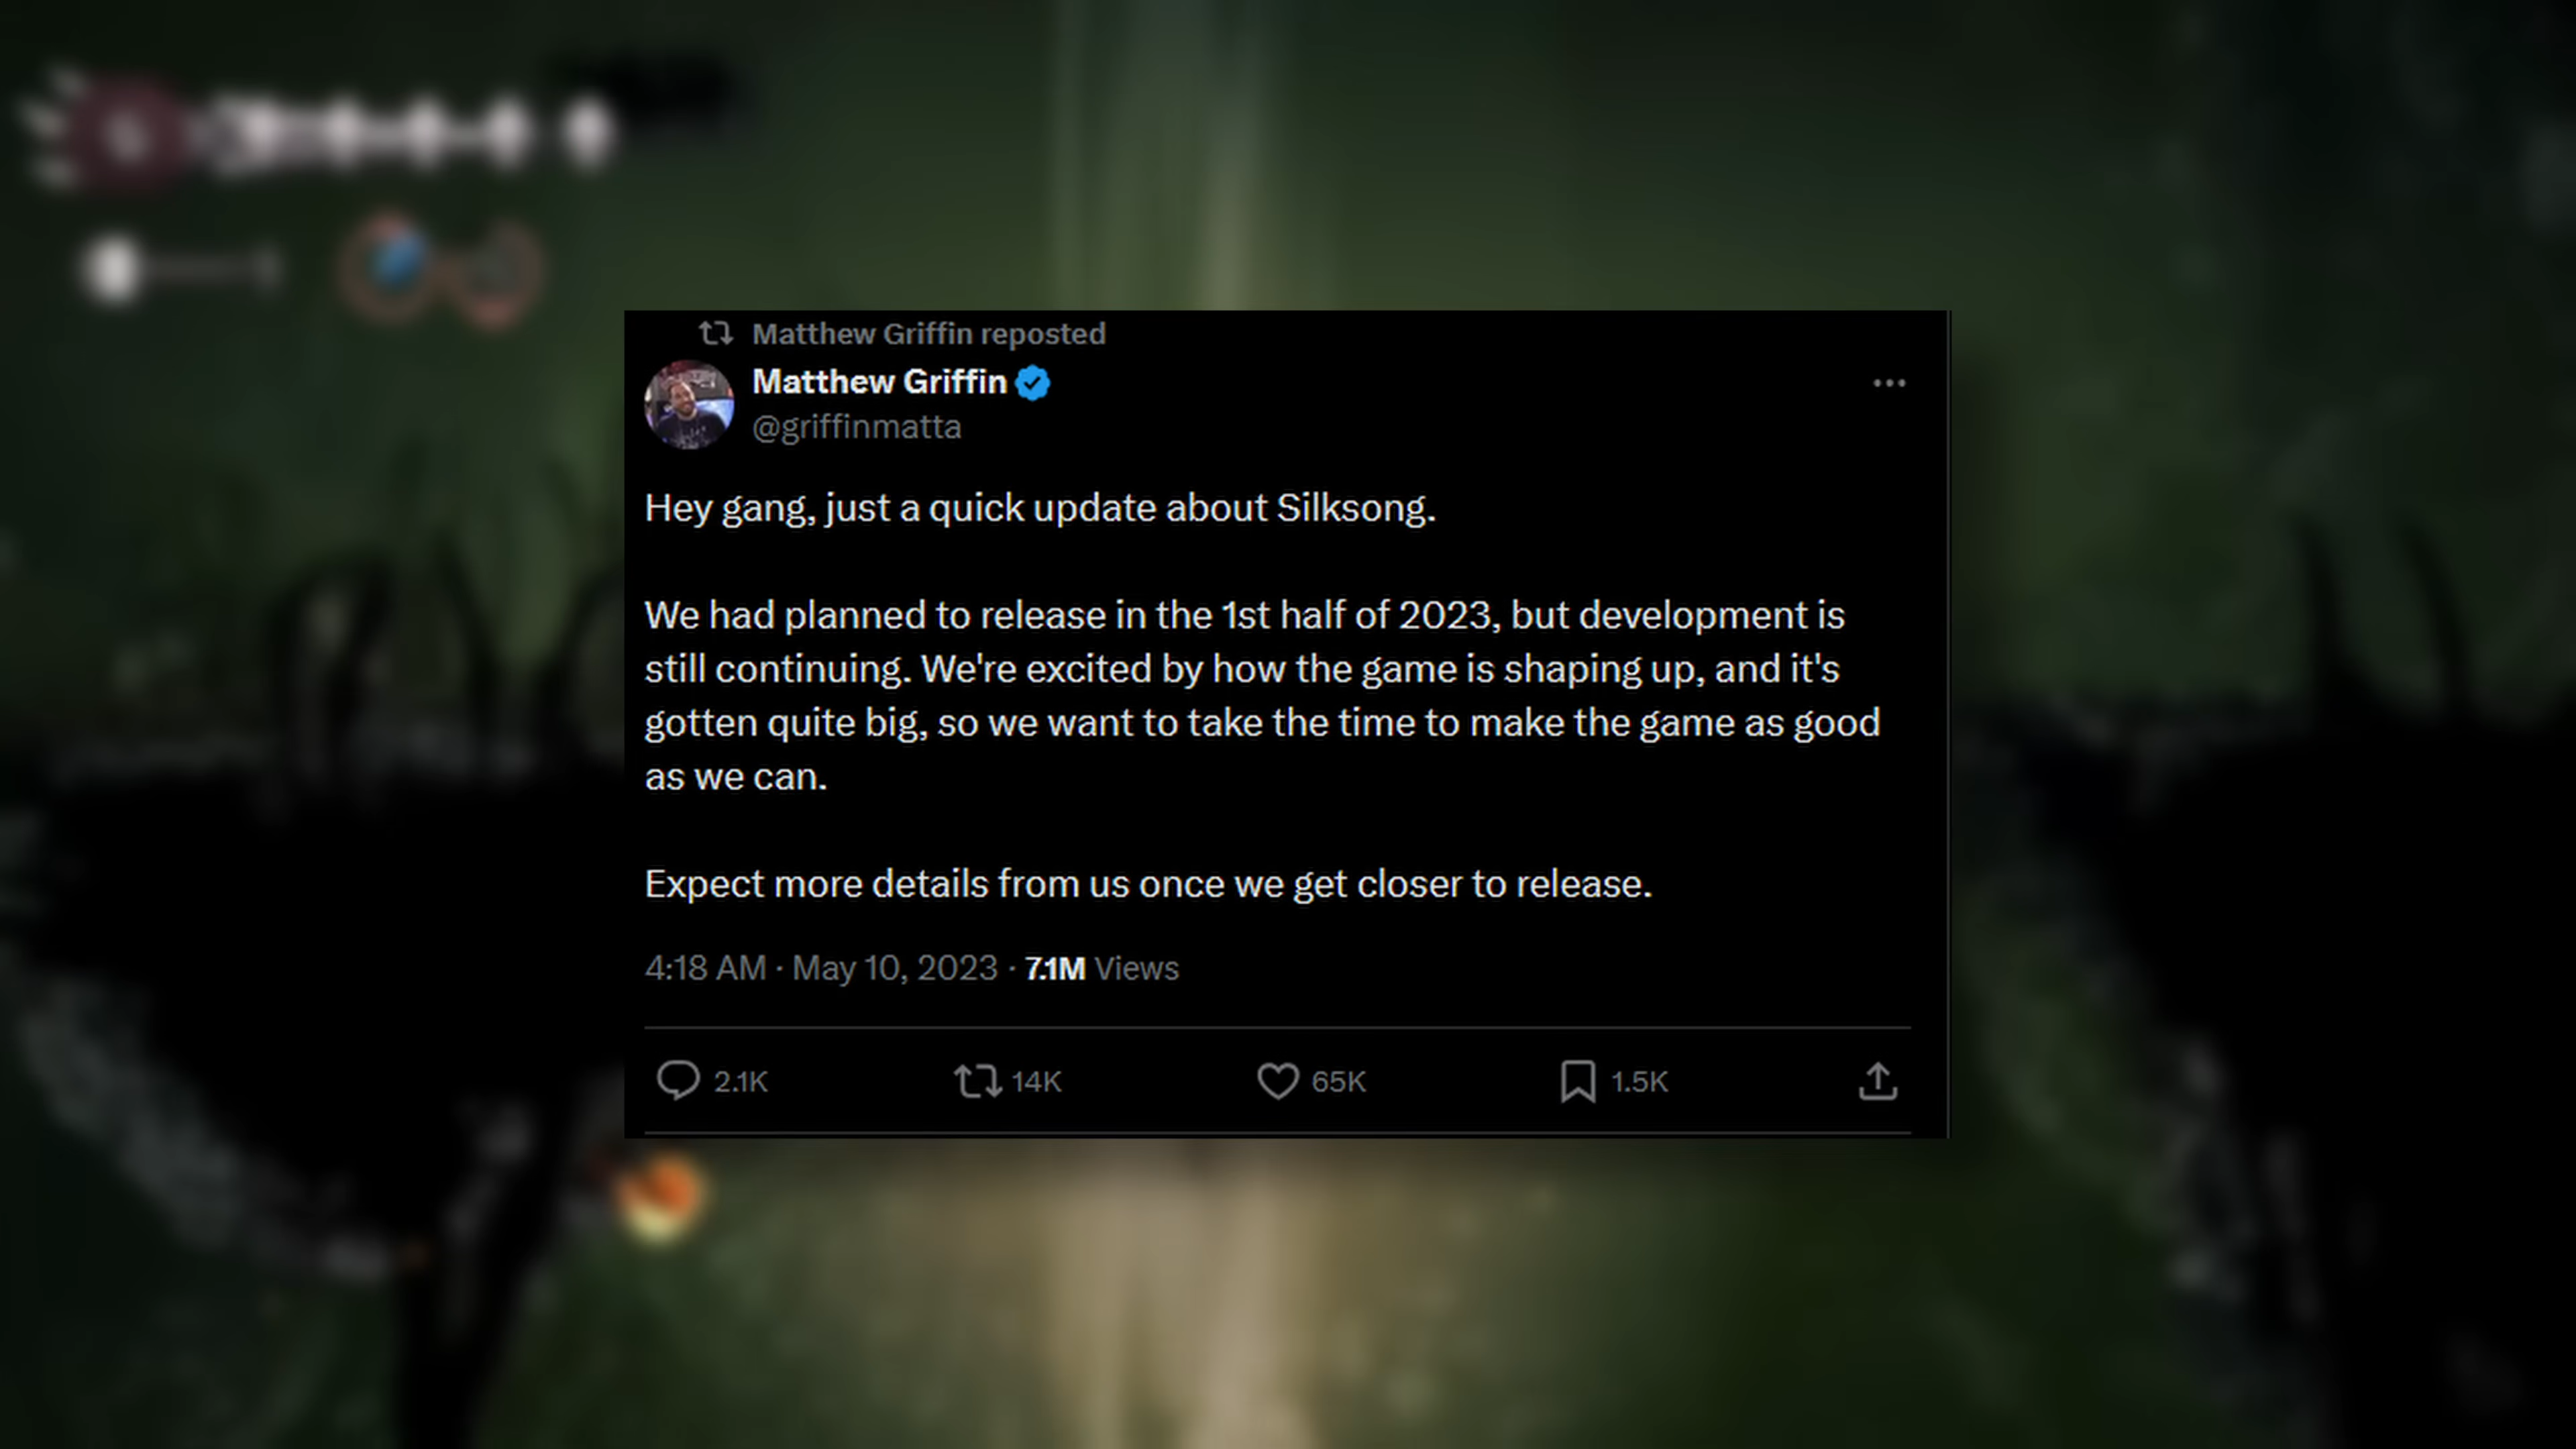 Matthew Griffin reposted
Matthew Griffin
@griffinmatta
Hey gang, just a quick update about Silksong.
We had planned to release in the 1st half of 2023, but development is
still continuing. We're excited by how the game is shaping up, and it's
gotten quite big, so we want to take the time to make the game as good
as we can.
Expect more details from us once we get closer to release.
4:18 AM · May 10, 2023 · 7.1M Views
2.1K 14K 65K 1.5K